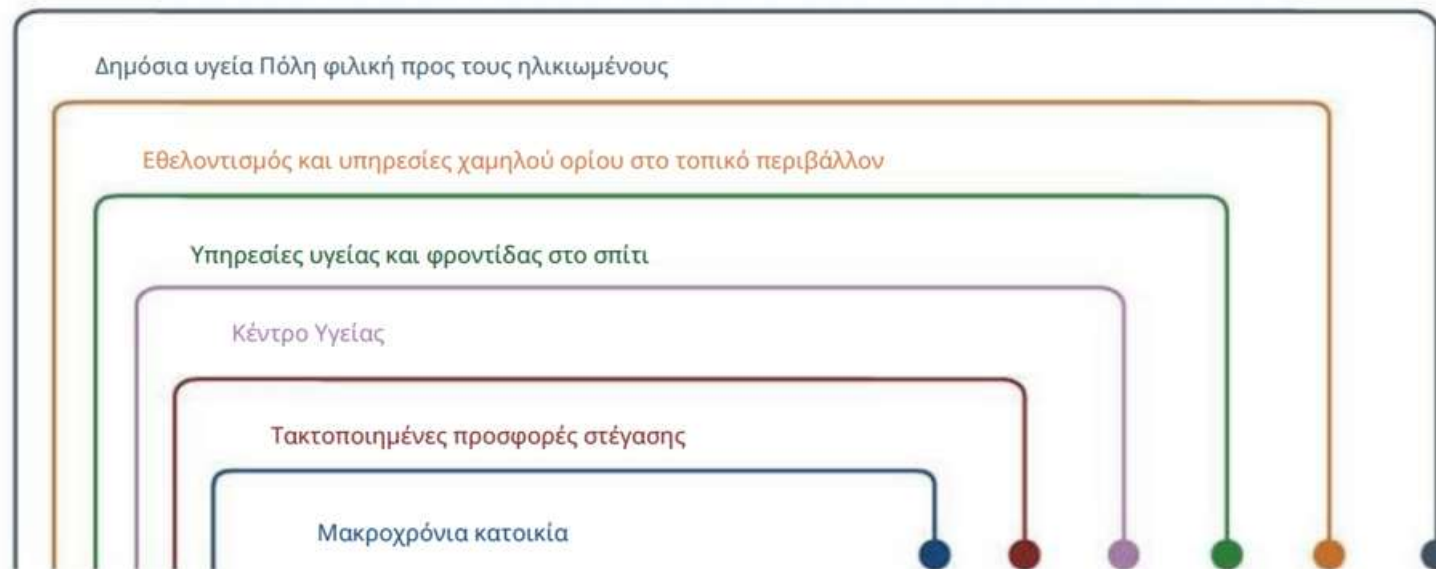 Δημόσια υγεία Πόλη φιλική προς τους ηλικιωμένους
Εθελοντισμός και υπηρεσίες χαμηλού ορίου στο τοπικό περιβάλλον
Υπηρεσίες υγείας και φροντίδας στο σπίτι
Κέντρο Υγείας
Τακτοποιημένες προσφορές στέγασης
Μακροχρόνια κατοικία